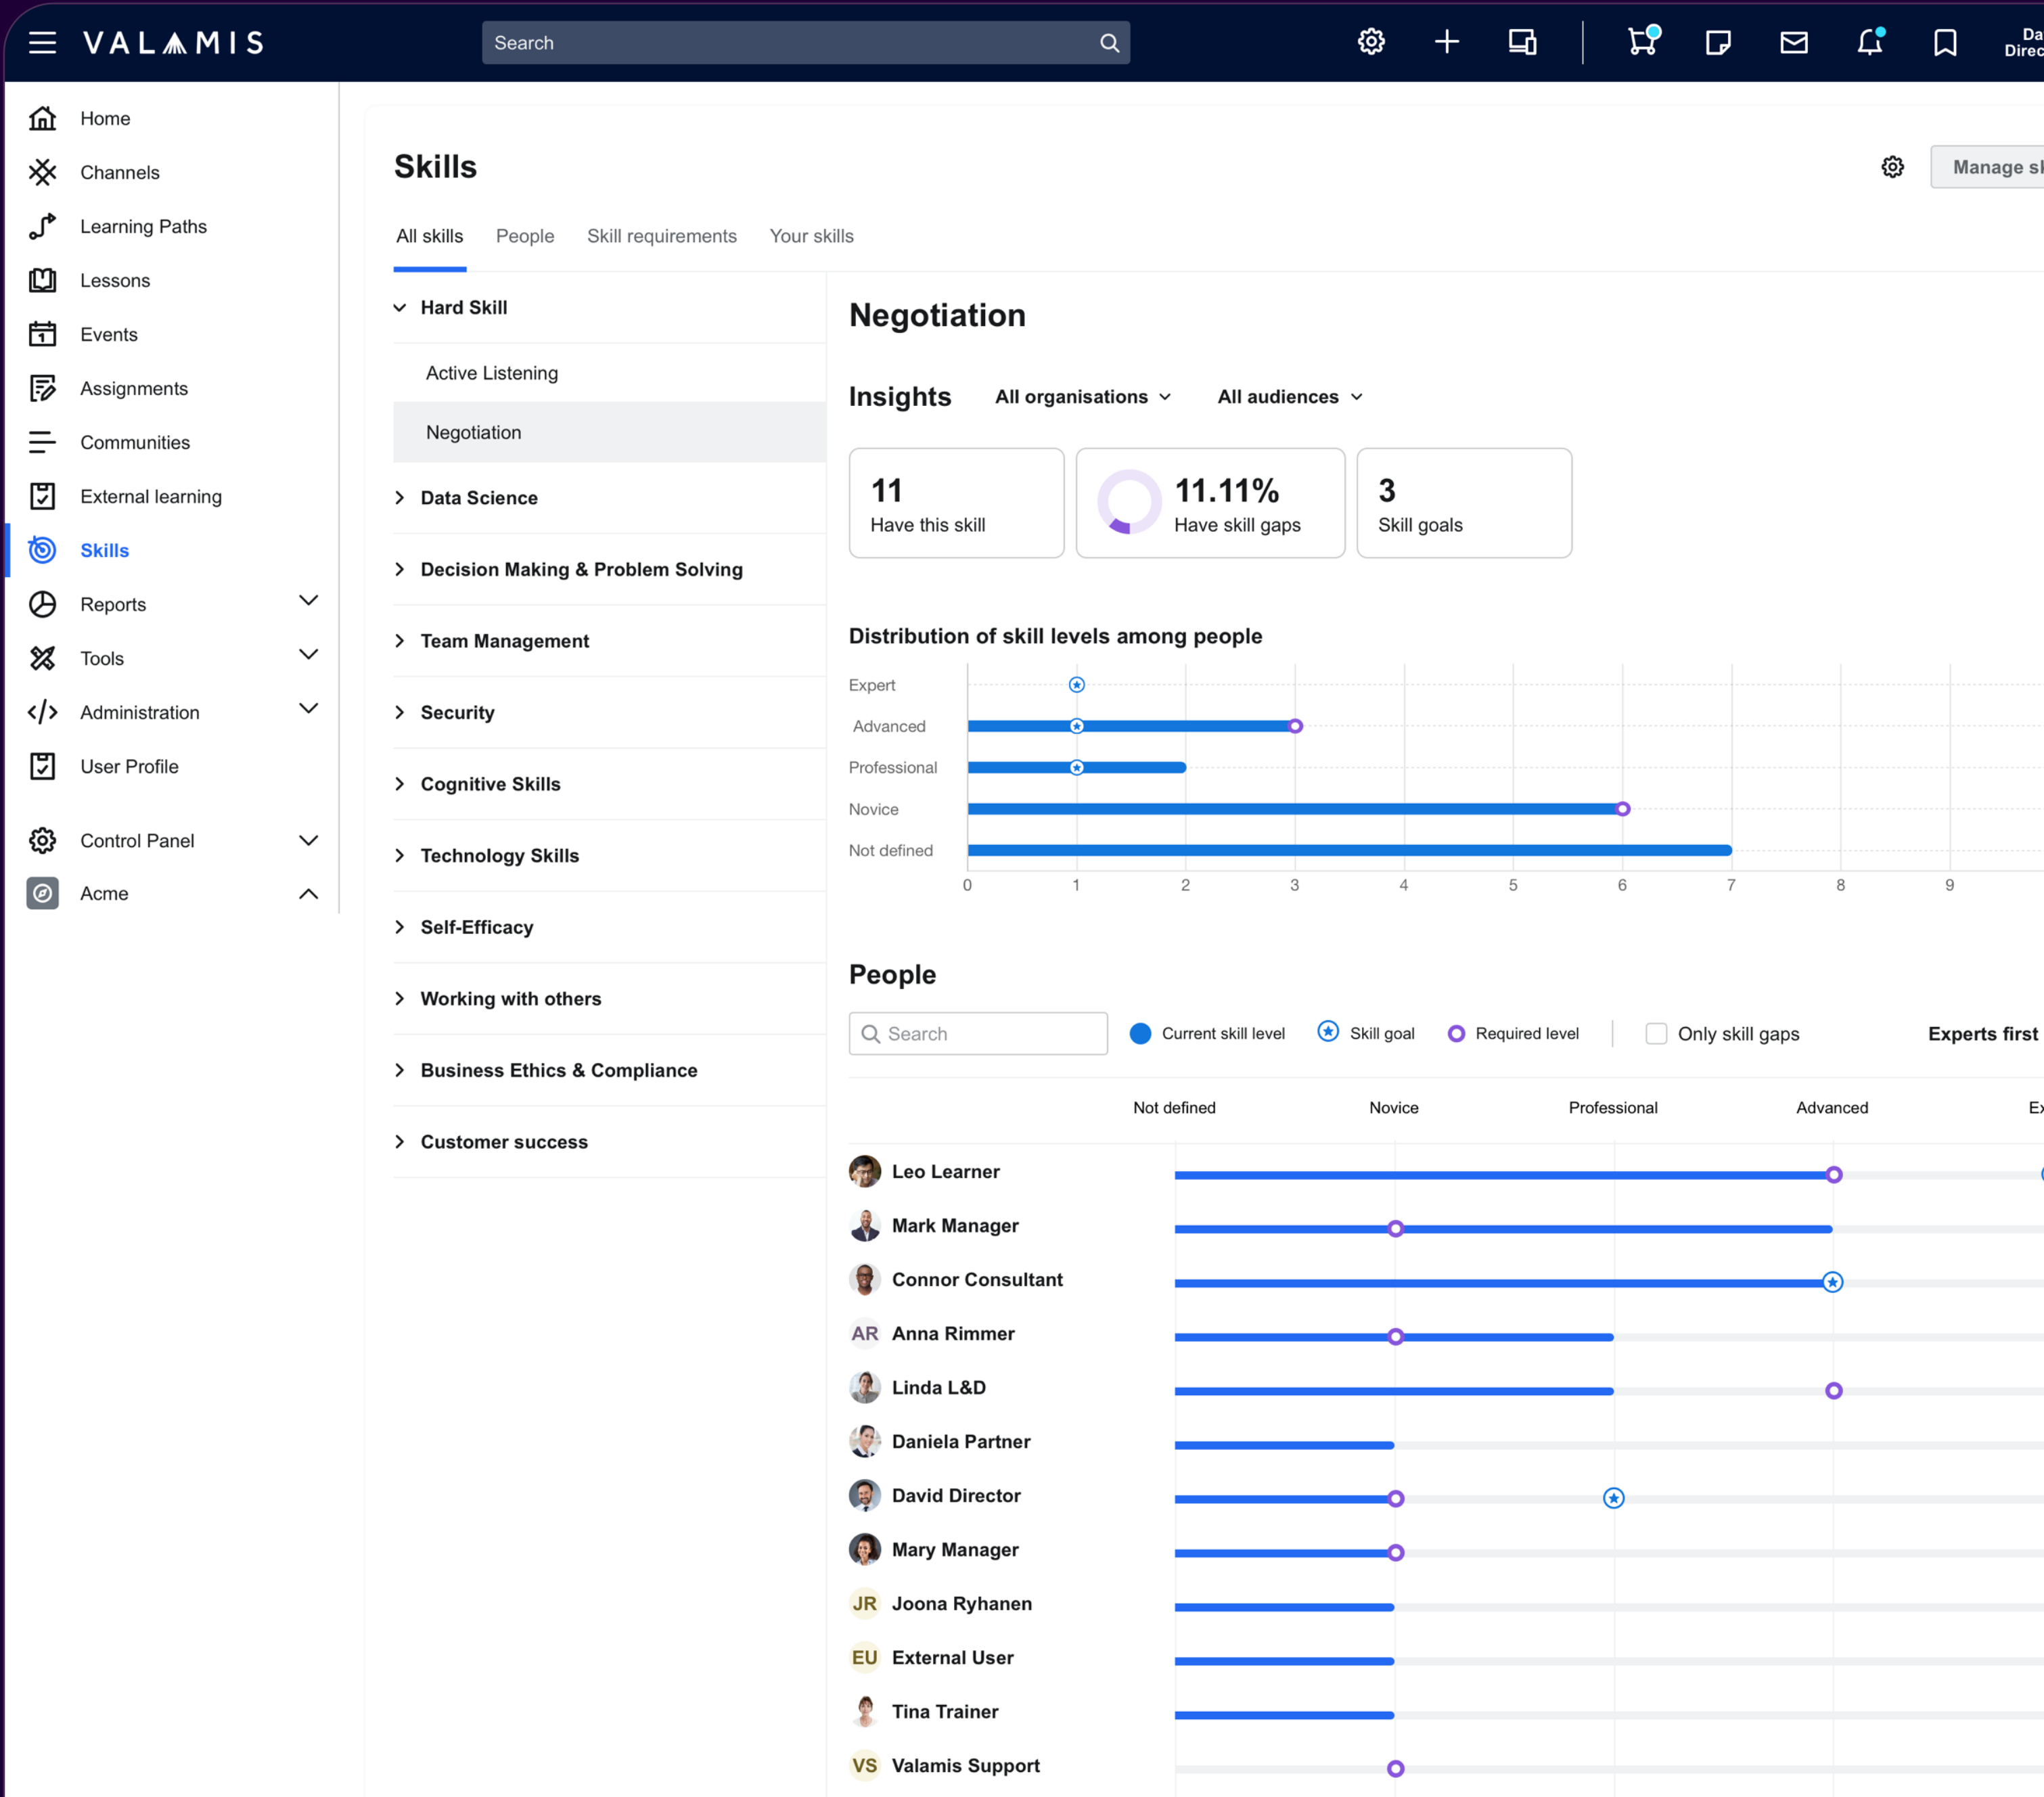 VALAMIS
Search
Da
Direc
Home
Channels
Learning Paths
Lessons
Events
Assignments
Communities
External learning
Skills
Reports
Tools
Administration
User Profile
Control Panel
Acme
Skills
Manage sk
All skills
People
Skill requirements
Your skills
Hard Skill
Active Listening
Negotiation
Data Science
Decision Making & Problem Solving
Team Management
Security
Cognitive Skills
Technology Skills
Self-Efficacy
Working with others
Business Ethics & Compliance
Customer success
Negotiation
Insights
All organisations
All audiences
11
Have this skill
11.11%
Have skill gaps
3
Skill goals
Distribution of skill levels among people
Expert
Advanced
Professional
Novice
Not defined
0 1 2 3 4 5 6 7 8 9
People
Search
Current skill level
Skill goal
Required level
Only skill gaps
Experts first
Not defined Novice Professional Advanced Ex
Leo Learner
Mark Manager
Connor Consultant
AR Anna Rimmer
Linda L&D
Daniela Partner
David Director
Mary Manager
JR Joona Ryhanen
EU External User
Tina Trainer
VS Valamis Support